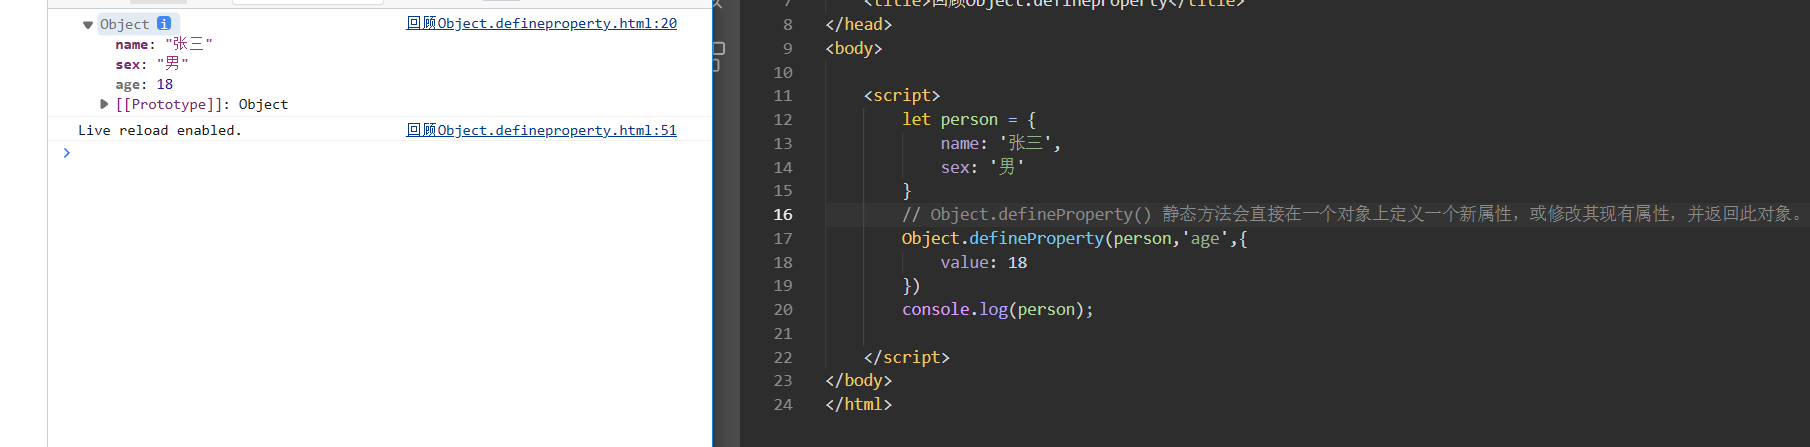 Object i
name: "张三"
sex: "男"
age: 18
[[Prototype]]: Object
回顾Object.defineproperty.html:20
Live reload enabled.
回顾Object.defineproperty.html:51
7 <title>回顾Object.defineproperty</title>
8 </head>
9 <body>
10
11 <script>
12 let person = {
13 name: '张三',
14 sex: '男'
15 }
16 // Object.defineProperty() 静态方法会直接在一个对象上定义一个新属性，或修改其现有属性，并返回此对象。
17 Object.defineProperty(person,'age',{
18 value: 18
19 })
20 console.log(person);
21
22 </script>
23 </body>
24 </html>